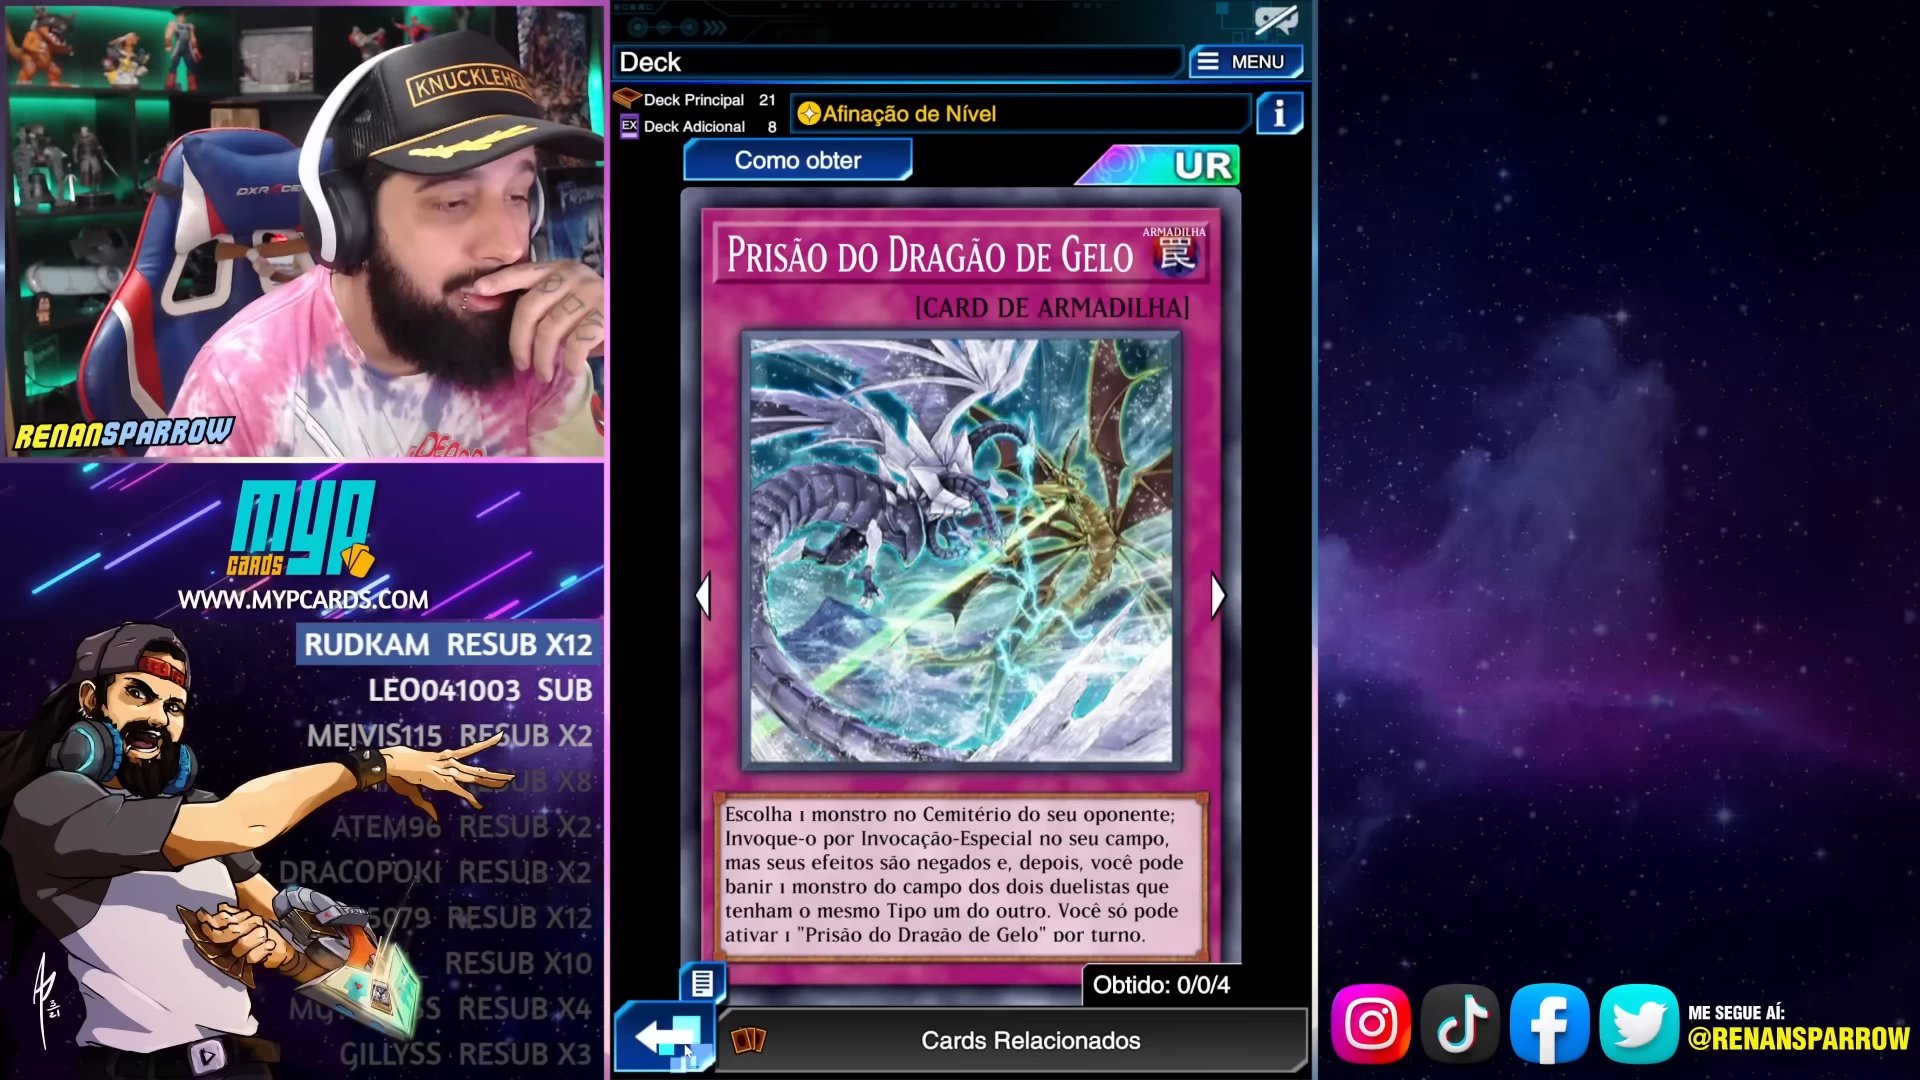 KNUCKLEHEAD
DXRACER
RENANSPARROW
myp
cards
WWW.MYPCARDS.COM
RUDKAM RESUB X12
LEO041003 SUB
MEIVIS115 RESUB X2
RESUB X8
ATEM96 RESUB X2
DRACOPOKI RESUB X2
RESUB X12
RESUB X10
RESUB X4
GILLYSS RESUB X3
Deck
MENU
Deck Principal 21
EX Deck Adicional 8
Afinação de Nível
i
Como obter
UR
PRISÃO DO DRAGÃO DE GELO
ARMADILHA
罠
[CARD DE ARMADILHA]
Escolha 1 monstro no Cemitério do seu oponente;
Invoque-o por Invocação-Especial no seu campo,
mas seus efeitos são negados e, depois, você pode
banir 1 monstro do campo dos dois duelistas que
tenham o mesmo Tipo um do outro. Você só pode
ativar 1 "Prisão do Dragão de Gelo" por turno.
Obtido: 0/0/4
Cards Relacionados
ME SEGUE AÍ:
@RENANSPARROW